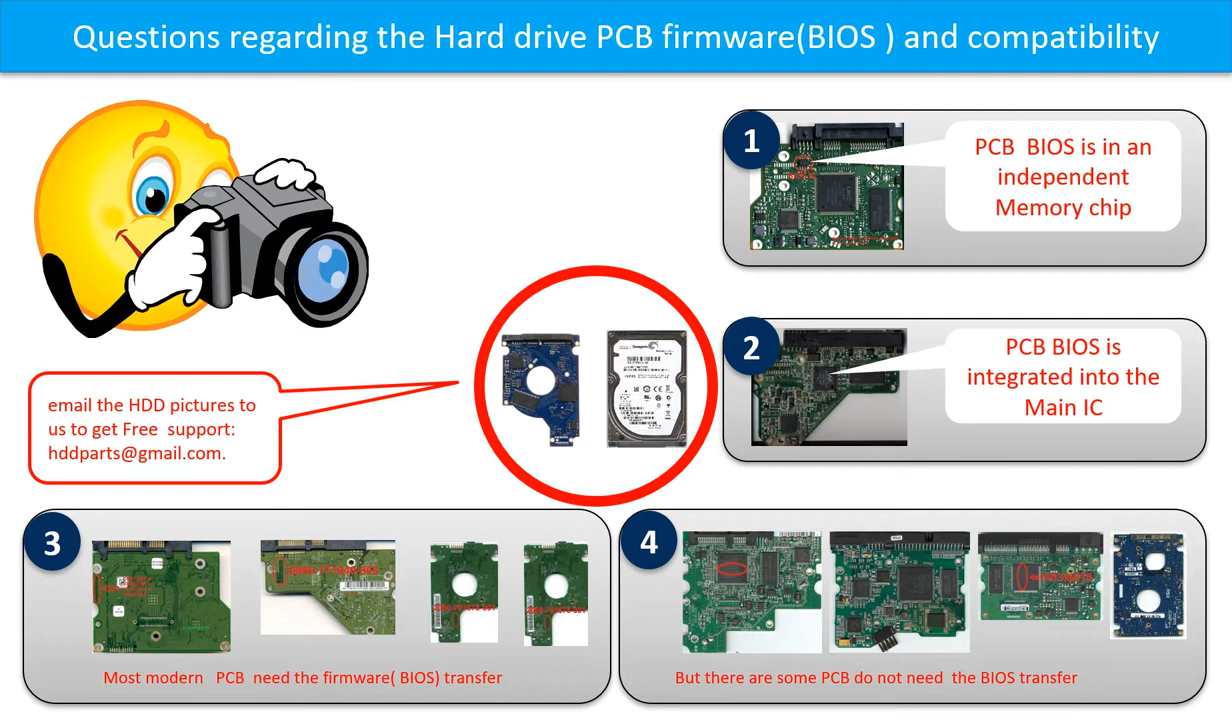 Questions regarding the Hard drive PCB firmware(BIOS ) and compatibility
1
PCB BIOS is in an
independent
Memory chip
2
PCB BIOS is
integrated into the
Main IC
email the HDD pictures to
us to get Free support:
hddparts@gmail.com.
Seagate
3
Most modern PCB need the firmware( BIOS) transfer
4
But there are some PCB do not need the BIOS transfer